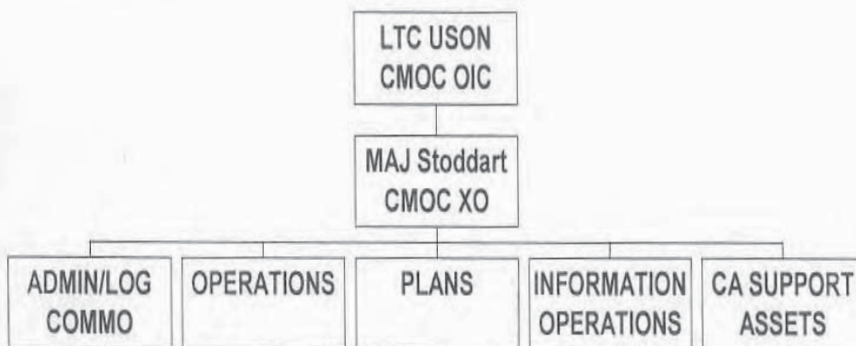 LTC USON
CMOC OIC
MAJ Stoddart
CMOC XO
ADMIN/LOG
COMMO
OPERATIONS
PLANS
INFORMATION
OPERATIONS
CA SUPPORT
ASSETS